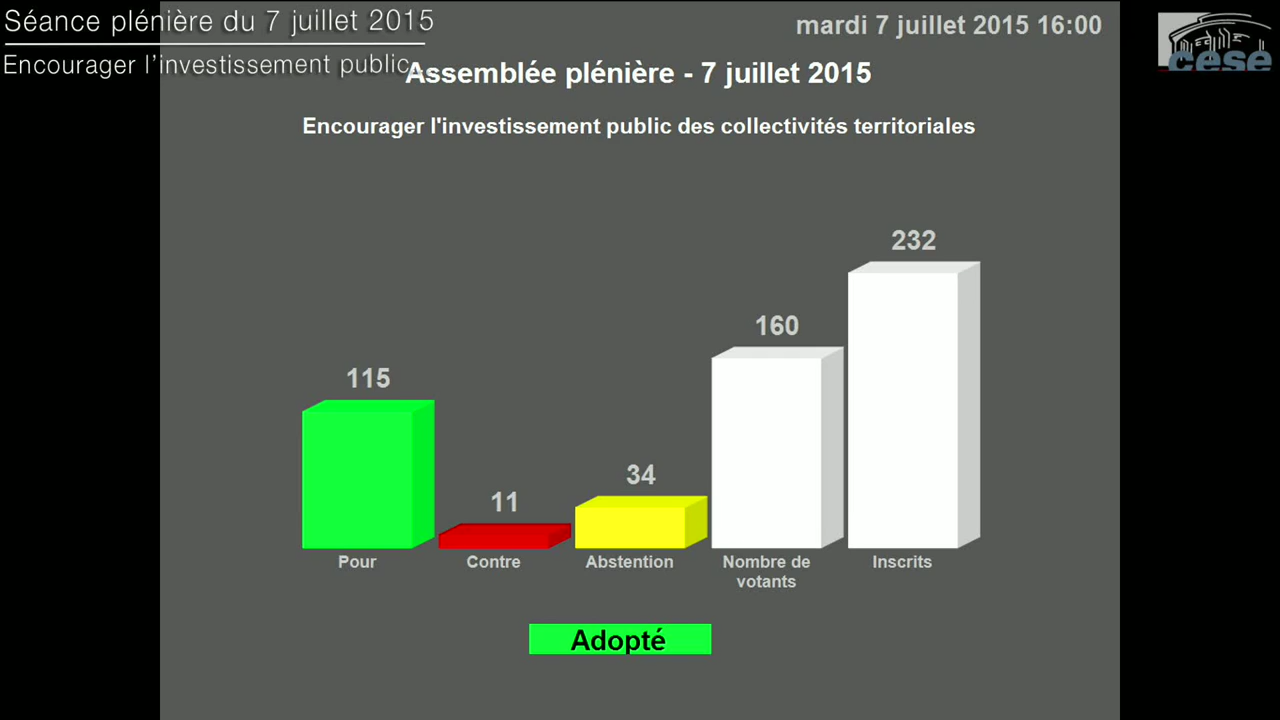 Séance plénière du 7 juillet 2015
Encourager l'investissement public...
mardi 7 juillet 2015 16:00
cese
Assemblée plénière - 7 juillet 2015
Encourager l'investissement public des collectivités territoriales
232
160
115
34
11
Pour
Contre
Abstention
Nombre de
votants
Inscrits
Adopté